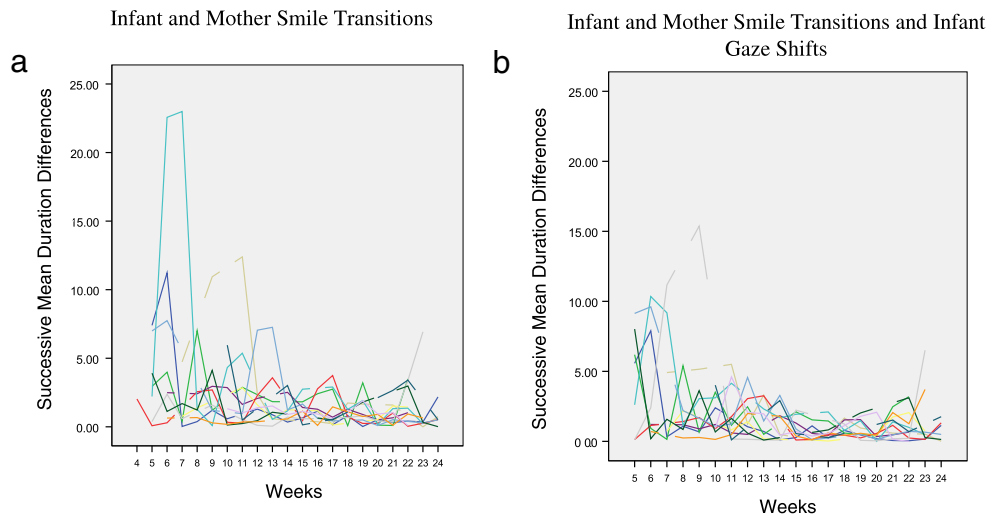 Infant and Mother Smile Transitions
a
Successive Mean Duration Differences
25.00
20.00
15.00
10.00
5.00
0.00
4 5 6 7 8 9 10 11 12 13 14 15 16 17 18 19 20 21 22 23 24
Weeks
Infant and Mother Smile Transitions and Infant
Gaze Shifts
b
Successive Mean Duration Differences
25.00
20.00
15.00
10.00
5.00
0 00
5 6 7 8 9 10 11 12 13 14 15 16 17 18 19 20 21 22 23 24
Weeks